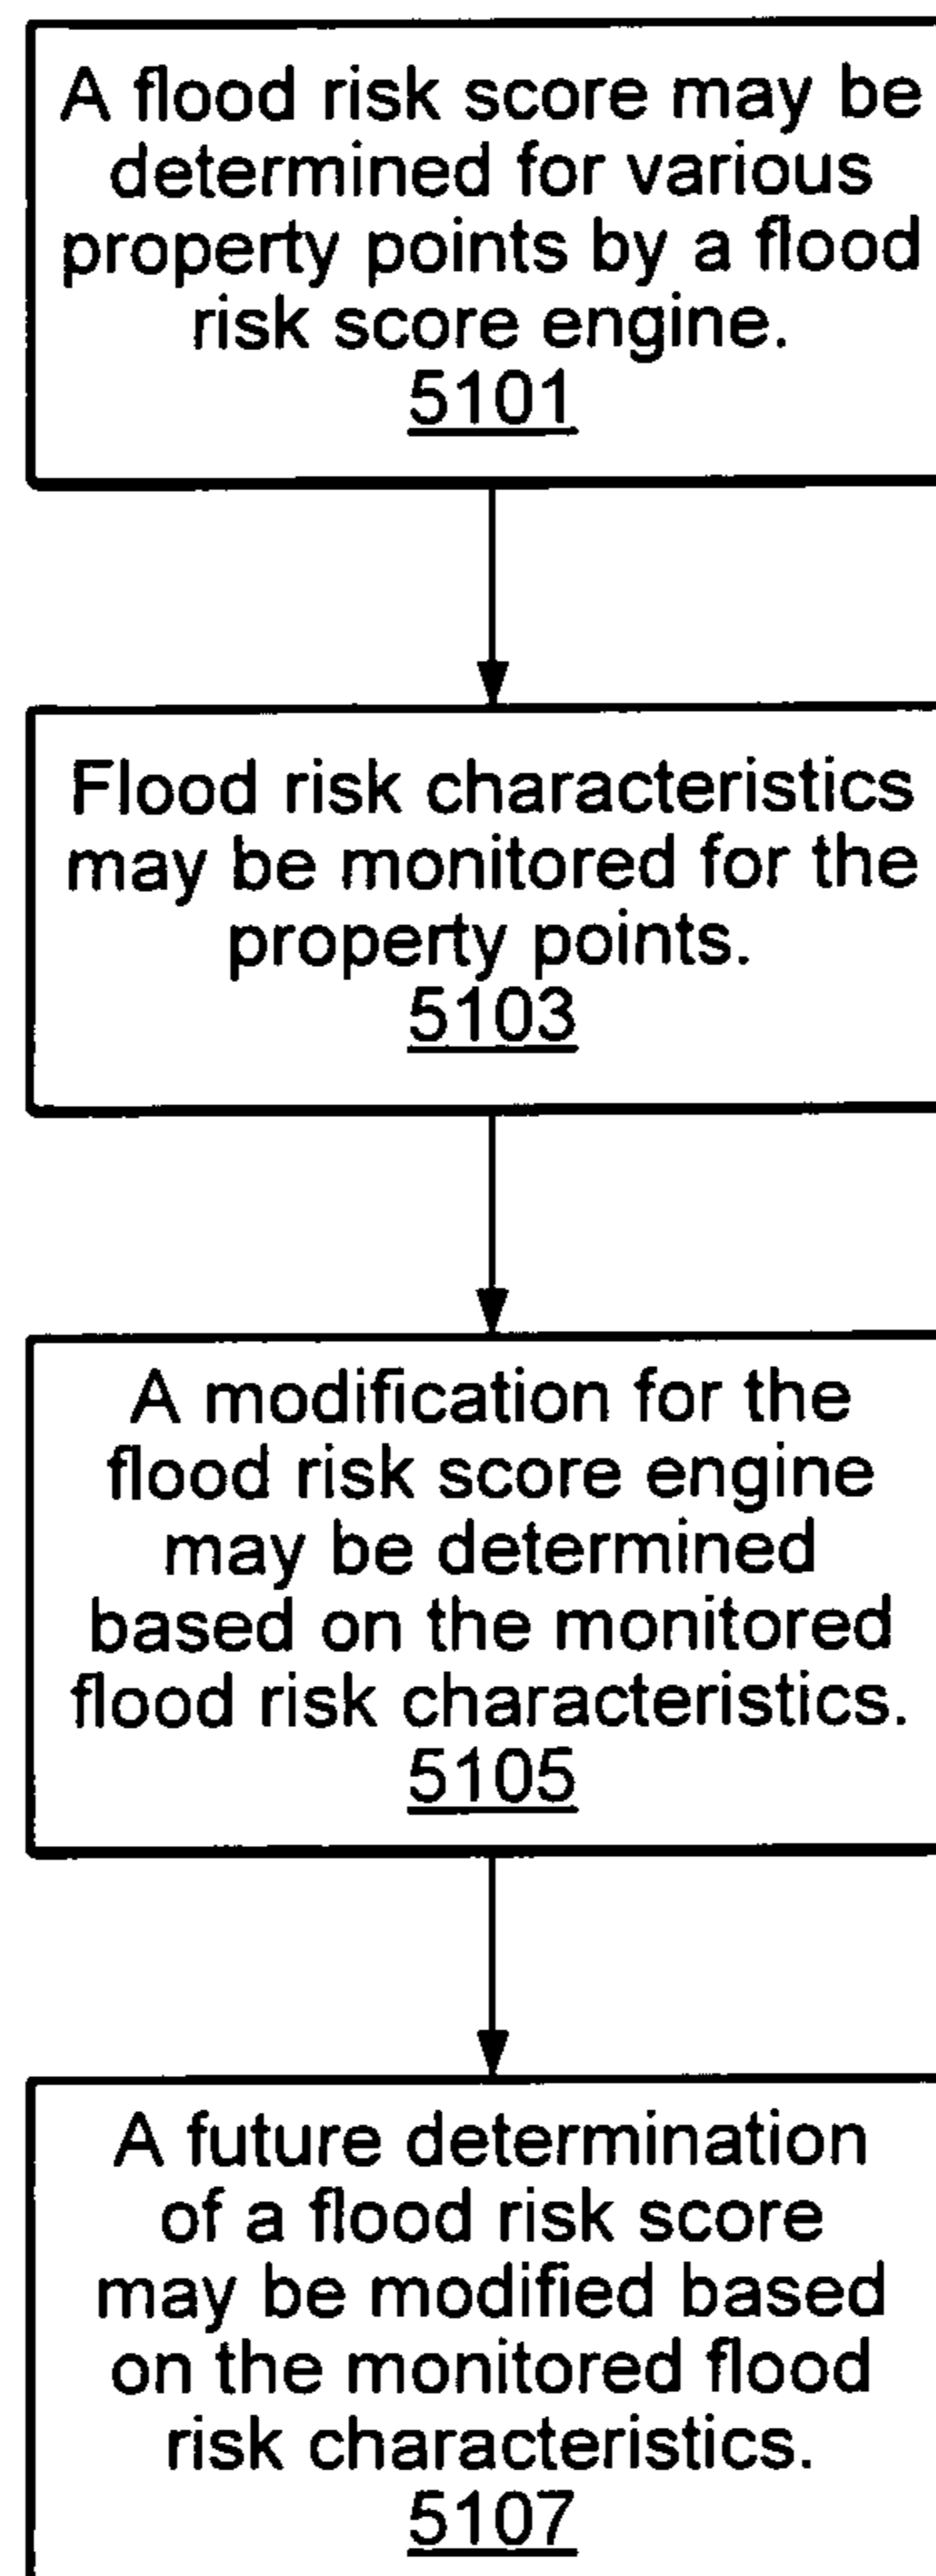 A flood risk score may be
determined for various
property points by a flood
risk score engine.
5101
Flood risk characteristics
may be monitored for the
property points.
5103
A modification for the
flood risk score engine
may be determined
based on the monitored
flood risk characteristics.
5105
A future determination
of a flood risk score
may be modified based
on the monitored flood
risk characteristics.
5107